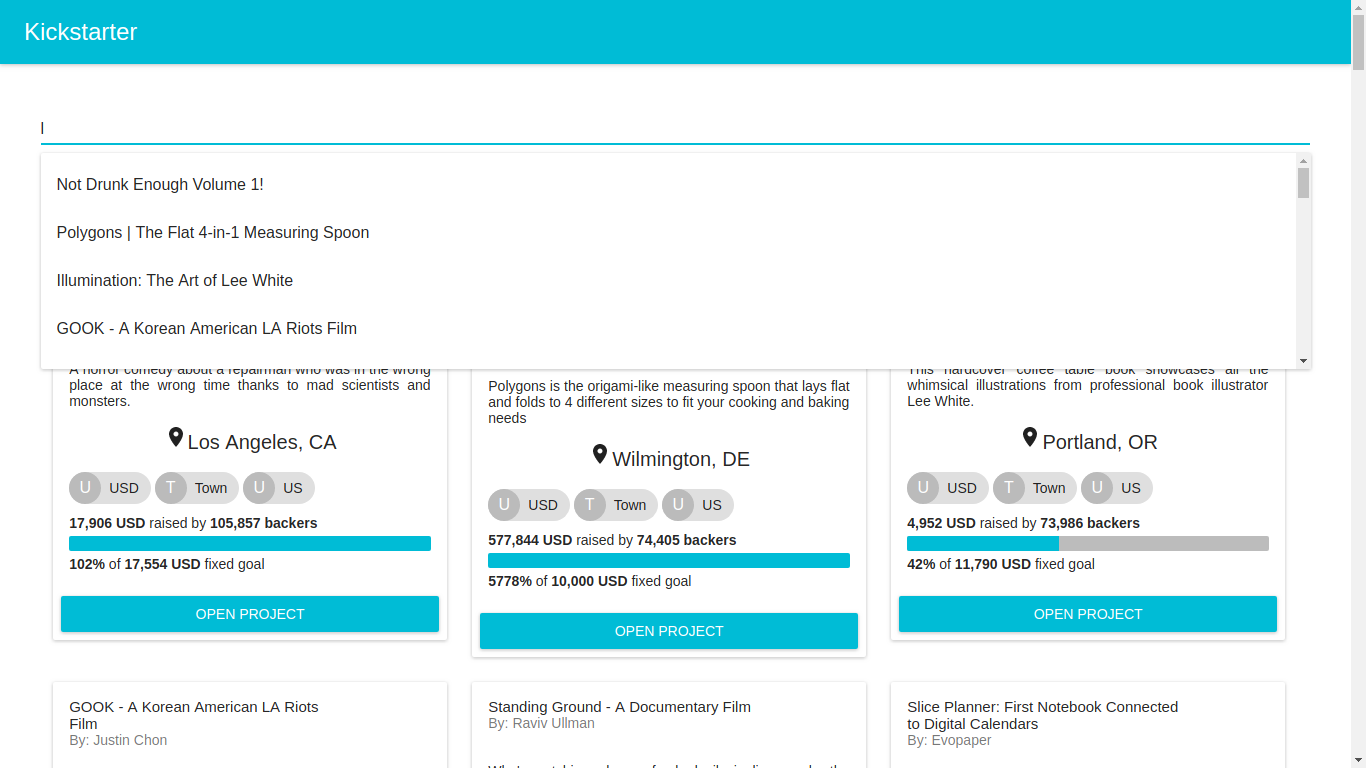 Kickstarter
Not Drunk Enough Volume 1!
Polygons | The Flat 4-in-1 Measuring Spoon
Illumination: The Art of Lee White
GOOK - A Korean American LA Riots Film
A horror comedy about a repairman who was in the wrong
place at the wrong time thanks to mad scientists and
monsters.
Los Angeles, CA
U USD T Town U US
17,906 USD raised by 105,857 backers
102% of 17,554 USD fixed goal
OPEN PROJECT
Polygons is the origami-like measuring spoon that lays flat
and folds to 4 different sizes to fit your cooking and baking
needs
Wilmington, DE
U USD T Town U US
577,844 USD raised by 74,405 backers
5778% of 10,000 USD fixed goal
OPEN PROJECT
This hardcover coffee table book showcases all the
whimsical illustrations from professional book illustrator
Lee White.
Portland, OR
U USD T Town U US
4,952 USD raised by 73,986 backers
42% of 11,790 USD fixed goal
OPEN PROJECT
GOOK - A Korean American LA Riots
Film
By: Justin Chon
Standing Ground - A Documentary Film
By: Raviv Ullman
Slice Planner: First Notebook Connected
to Digital Calendars
By: Evopaper